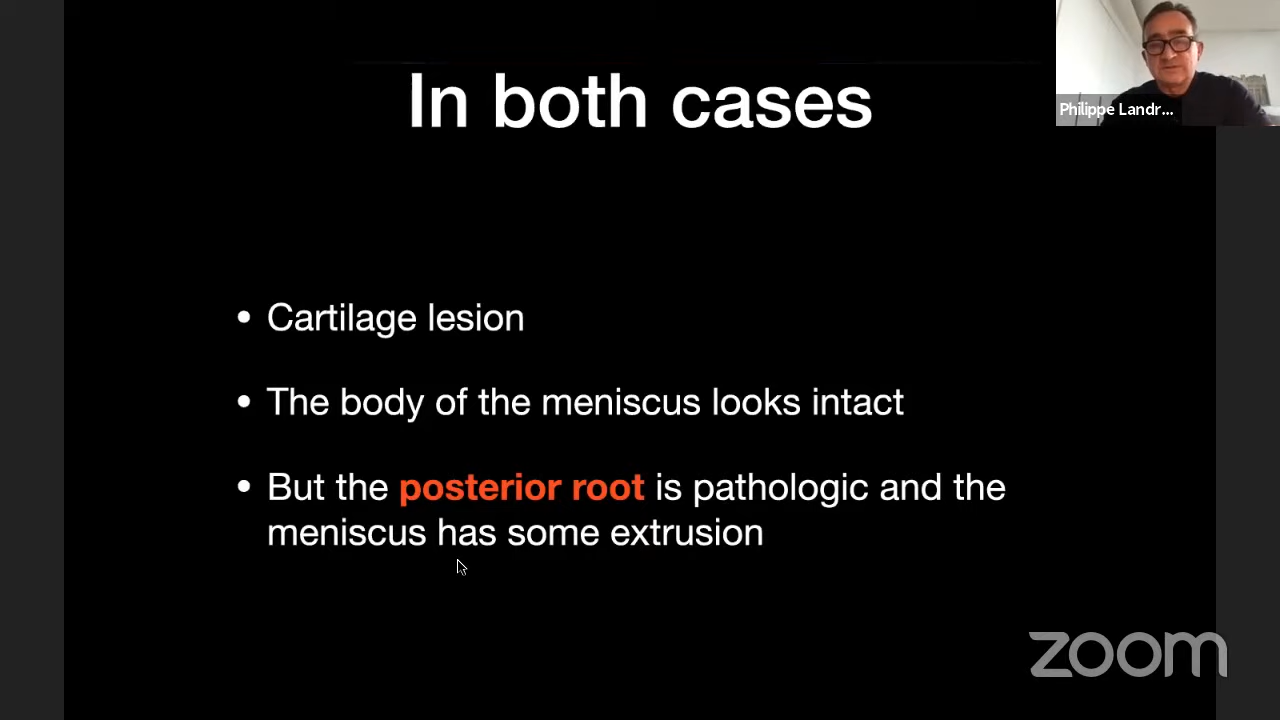 In both cases
Philippe Landr...
• Cartilage lesion
• The body of the meniscus looks intact
• But the posterior root is pathologic and the
meniscus has some extrusion
zoom